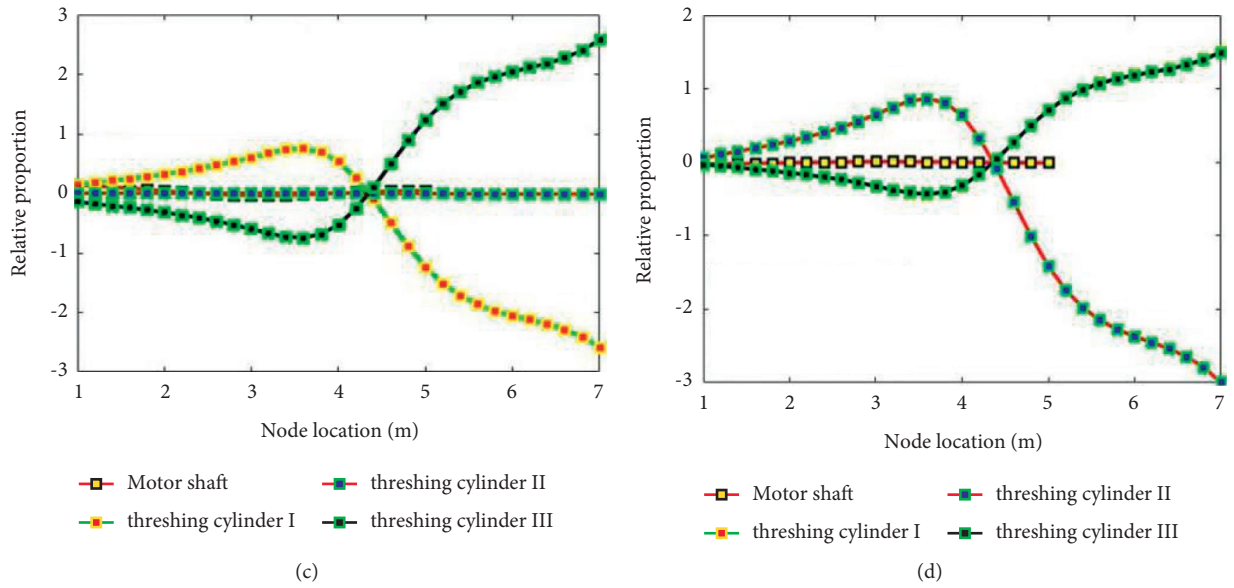 3
2
1
0
-1
-2
-3
Relative proportion
1 2 3 4 5 6 7
Node location (m)
Motor shaft
threshing cylinder II
threshing cylinder I
threshing cylinder III
(c)
2
1
0
-1
-2
-3
Relative proportion
1 2 3 4 5 6 7
Node location (m)
Motor shaft
threshing cylinder II
threshing cylinder I
threshing cylinder III
(d)